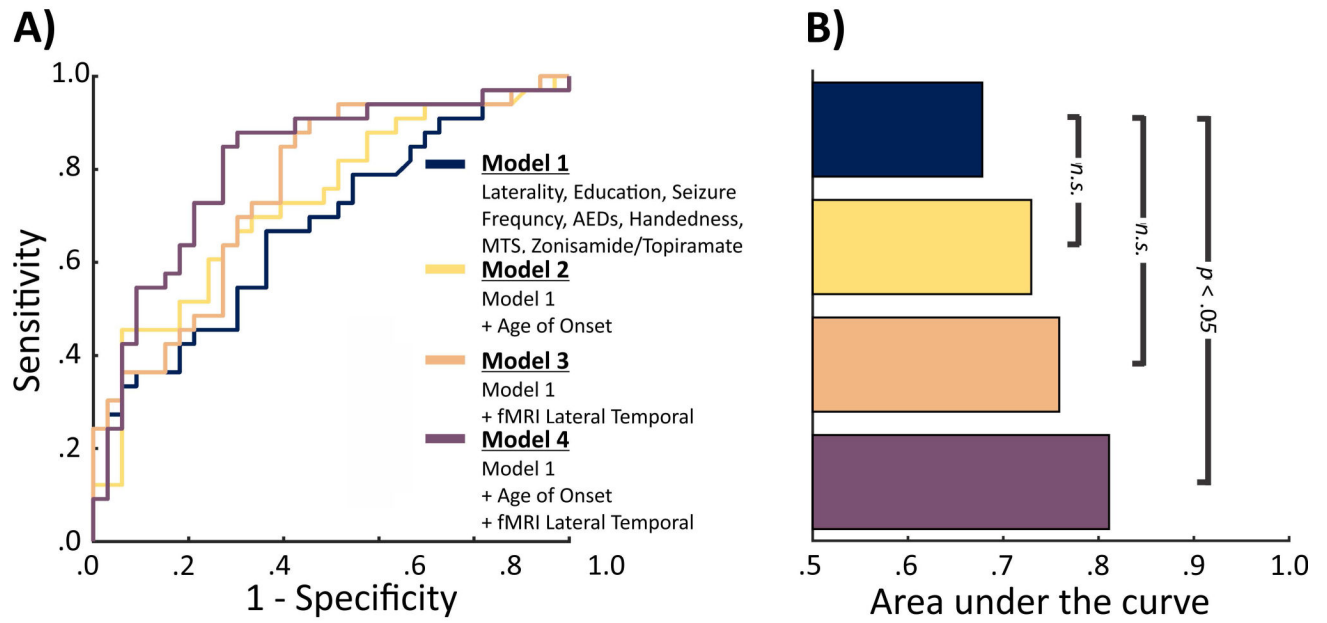 A)
B)
1.0
.8
.6
.4
.2
.0
Sensitivity
.0 .2 .4 .6 .8 1.0
1 - Specificity
Model 1
Laterality, Education, Seizure
Frequncy, AEDs, Handedness,
MTS, Zonisamide/Topiramate
Model 2
Model 1
+ Age of Onset
Model 3
Model 1
+ fMRI Lateral Temporal
Model 4
Model 1
+ Age of Onset
+ fMRI Lateral Temporal
n.s.
n.s.
p < .05
.5 .6 .7 .8 .9 1.0
Area under the curve